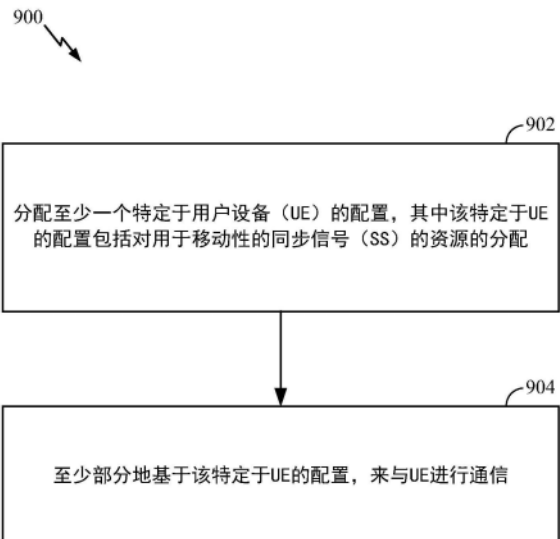 900
902
分配至少一个特定于用户设备（UE）的配置，其中该特定于UE
的配置包括对用于移动性的同步信号（SS）的资源的分配
904
至少部分地基于该特定于UE的配置，来与UE进行通信